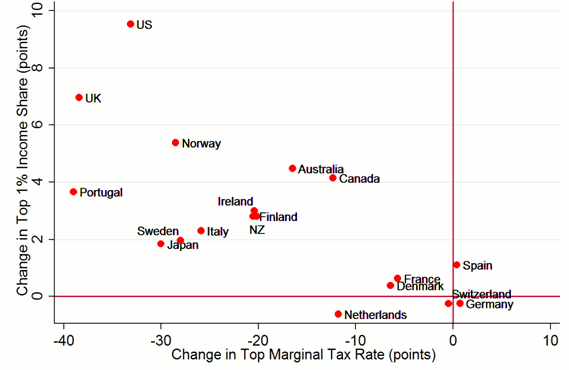 Change in Top 1% Income Share (points)
10
8
6
4
2
0
US
UK
Norway
Australia
Canada
Portugal
Ireland
Finland
NZ
Sweden
Italy
Japan
Spain
France
Denmark
Switzerland
Germany
Netherlands
-40 -30 -20 -10 0 10
Change in Top Marginal Tax Rate (points)